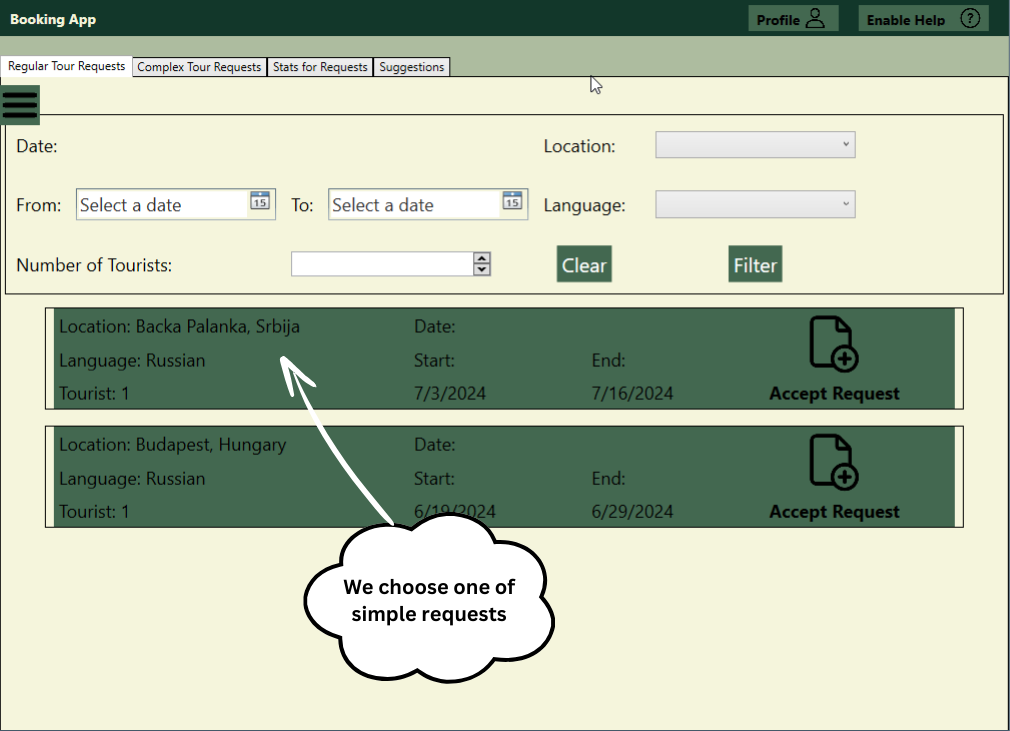 Booking App
Profile
Enable Help ?
Regular Tour Requests Complex Tour Requests Stats for Requests Suggestions
Date:
Location:
From: Select a date 15 To: Select a date 15 Language:
Number of Tourists:
Clear
Filter
Location: Backa Palanka, Srbija
Date:
Language: Russian
Start:
End:
Tourist: 1
7/3/2024
7/16/2024
Accept Request
Location: Budapest, Hungary
Date:
Language: Russian
Start:
End:
Tourist: 1
6/19/2024
6/29/2024
Accept Request
We choose one of
simple requests